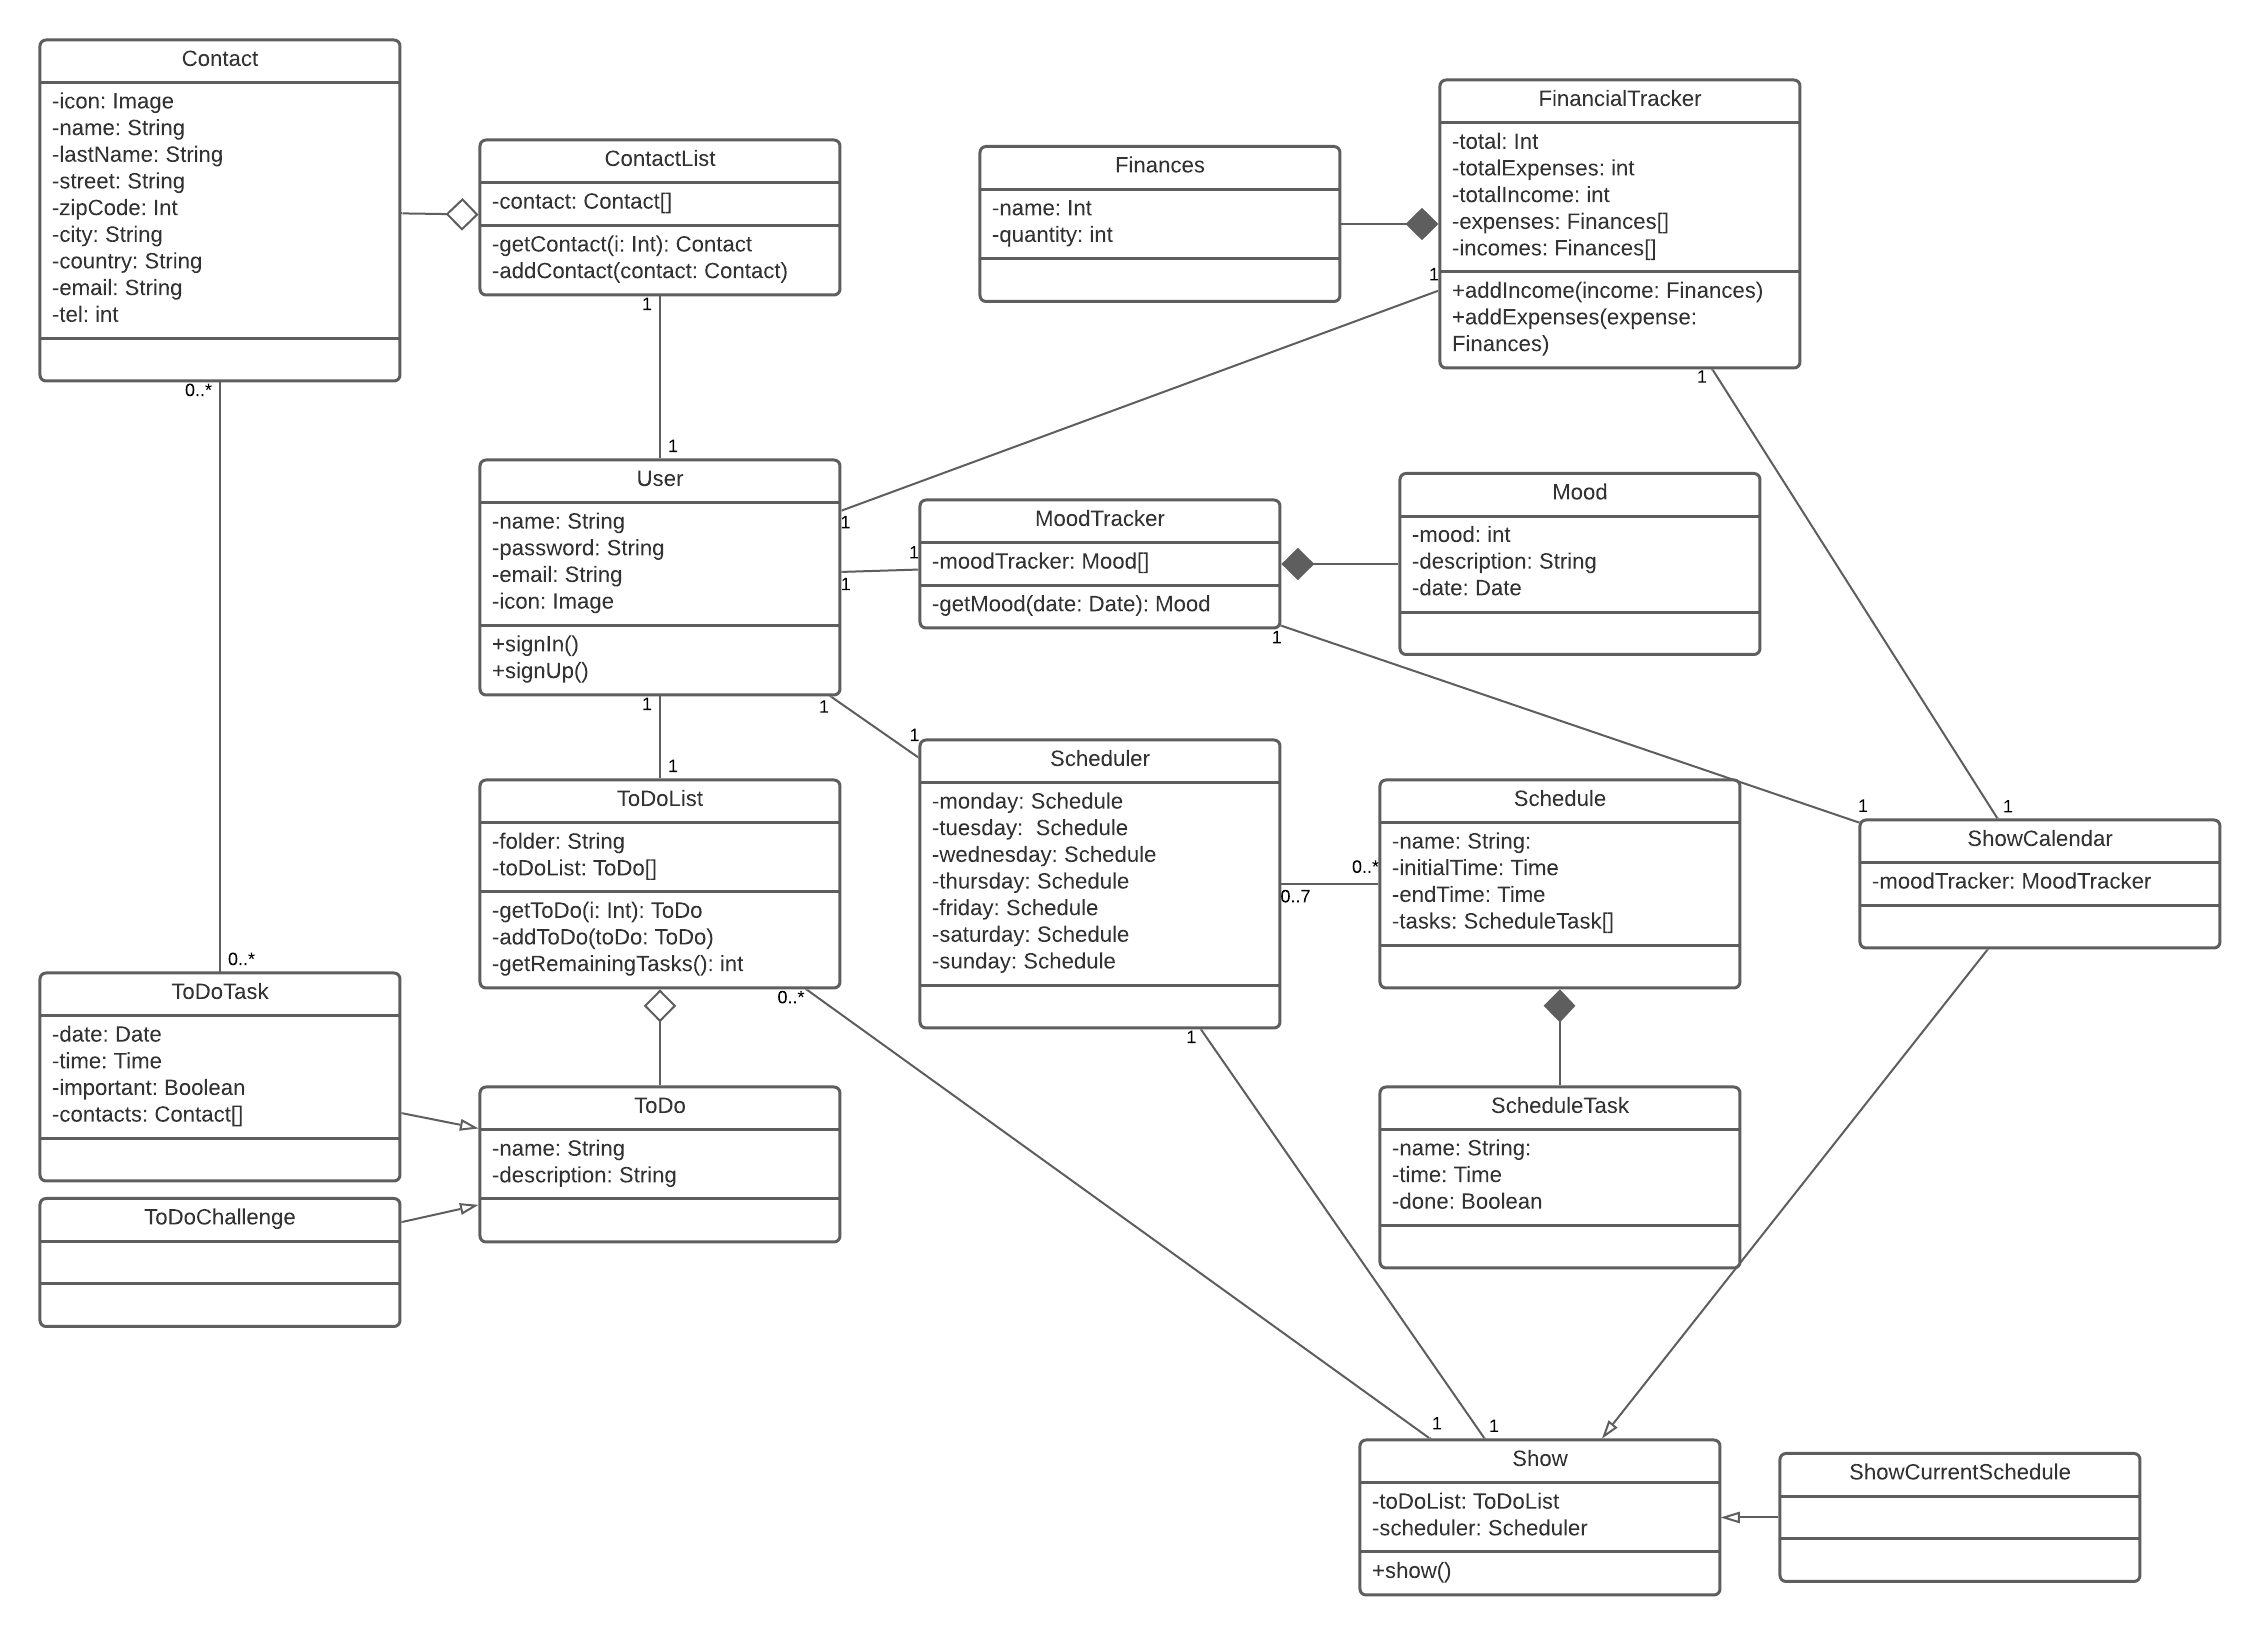 Contact
-icon: Image
-name: String
-lastName: String
-street: String
-zipCode: Int
-city: String
-country: String
-email: String
-tel: int
0..*
ContactList
-contact: Contact[]
-getContact(i: Int): Contact
-addContact(contact: Contact)
1
Finances
-name: Int
-quantity: int
FinancialTracker
-total: Int
-totalExpenses: int
-totalIncome: int
-expenses: Finances[]
-incomes: Finances[]
1
+addIncome(income: Finances)
+addExpenses(expense:
Finances)
1
1
User
-name: String
-password: String
-email: String
-icon: Image
+signIn()
+signUp()
1
1
1
1
MoodTracker
-moodTracker: Mood[]
-getMood(date: Date): Mood
1
1
Mood
-mood: int
-description: String
-date: Date
1
ToDoList
-folder: String
-toDoList: ToDo[]
-getToDo(i: Int): ToDo
-addToDo(toDo: ToDo)
-getRemainingTasks(): int
0..*
1
Scheduler
-monday: Schedule
-tuesday:  Schedule
-wednesday: Schedule
-thursday: Schedule
-friday: Schedule
-saturday: Schedule
-sunday: Schedule
1
0..*
0..7
Schedule
-name: String:
-initialTime: Time
-endTime: Time
-tasks: ScheduleTask[]
1
1
ShowCalendar
-moodTracker: MoodTracker
0..*
ToDoTask
-date: Date
-time: Time
-important: Boolean
-contacts: Contact[]
ToDo
-name: String
-description: String
ScheduleTask
-name: String:
-time: Time
-done: Boolean
ToDoChallenge
1
1
Show
-toDoList: ToDoList
-scheduler: Scheduler
+show()
ShowCurrentSchedule